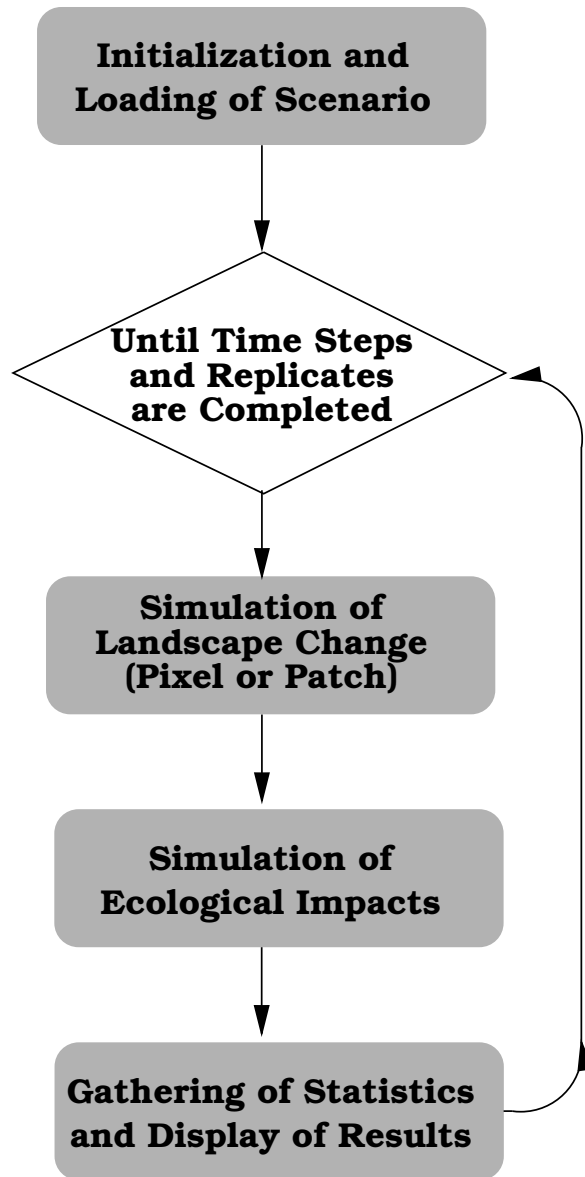 Initialization and
Loading of Scenario
Until Time Steps
and Replicates
are Completed
Simulation of
Landscape Change
(Pixel or Patch)
Simulation of
Ecological Impacts
Gathering of Statistics
and Display of Results